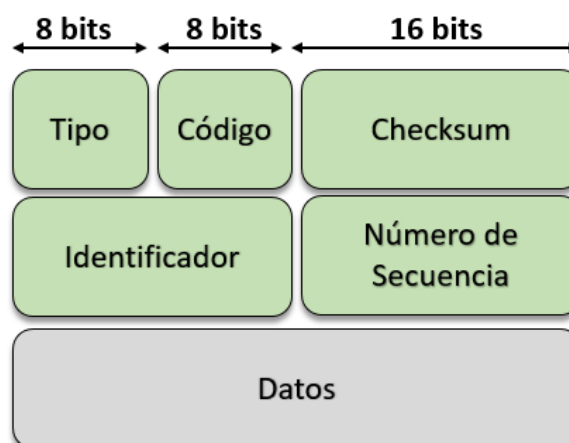 8 bits 8 bits 16 bits
Tipo Código Checksum
Identificador Número de
Secuencia
Datos